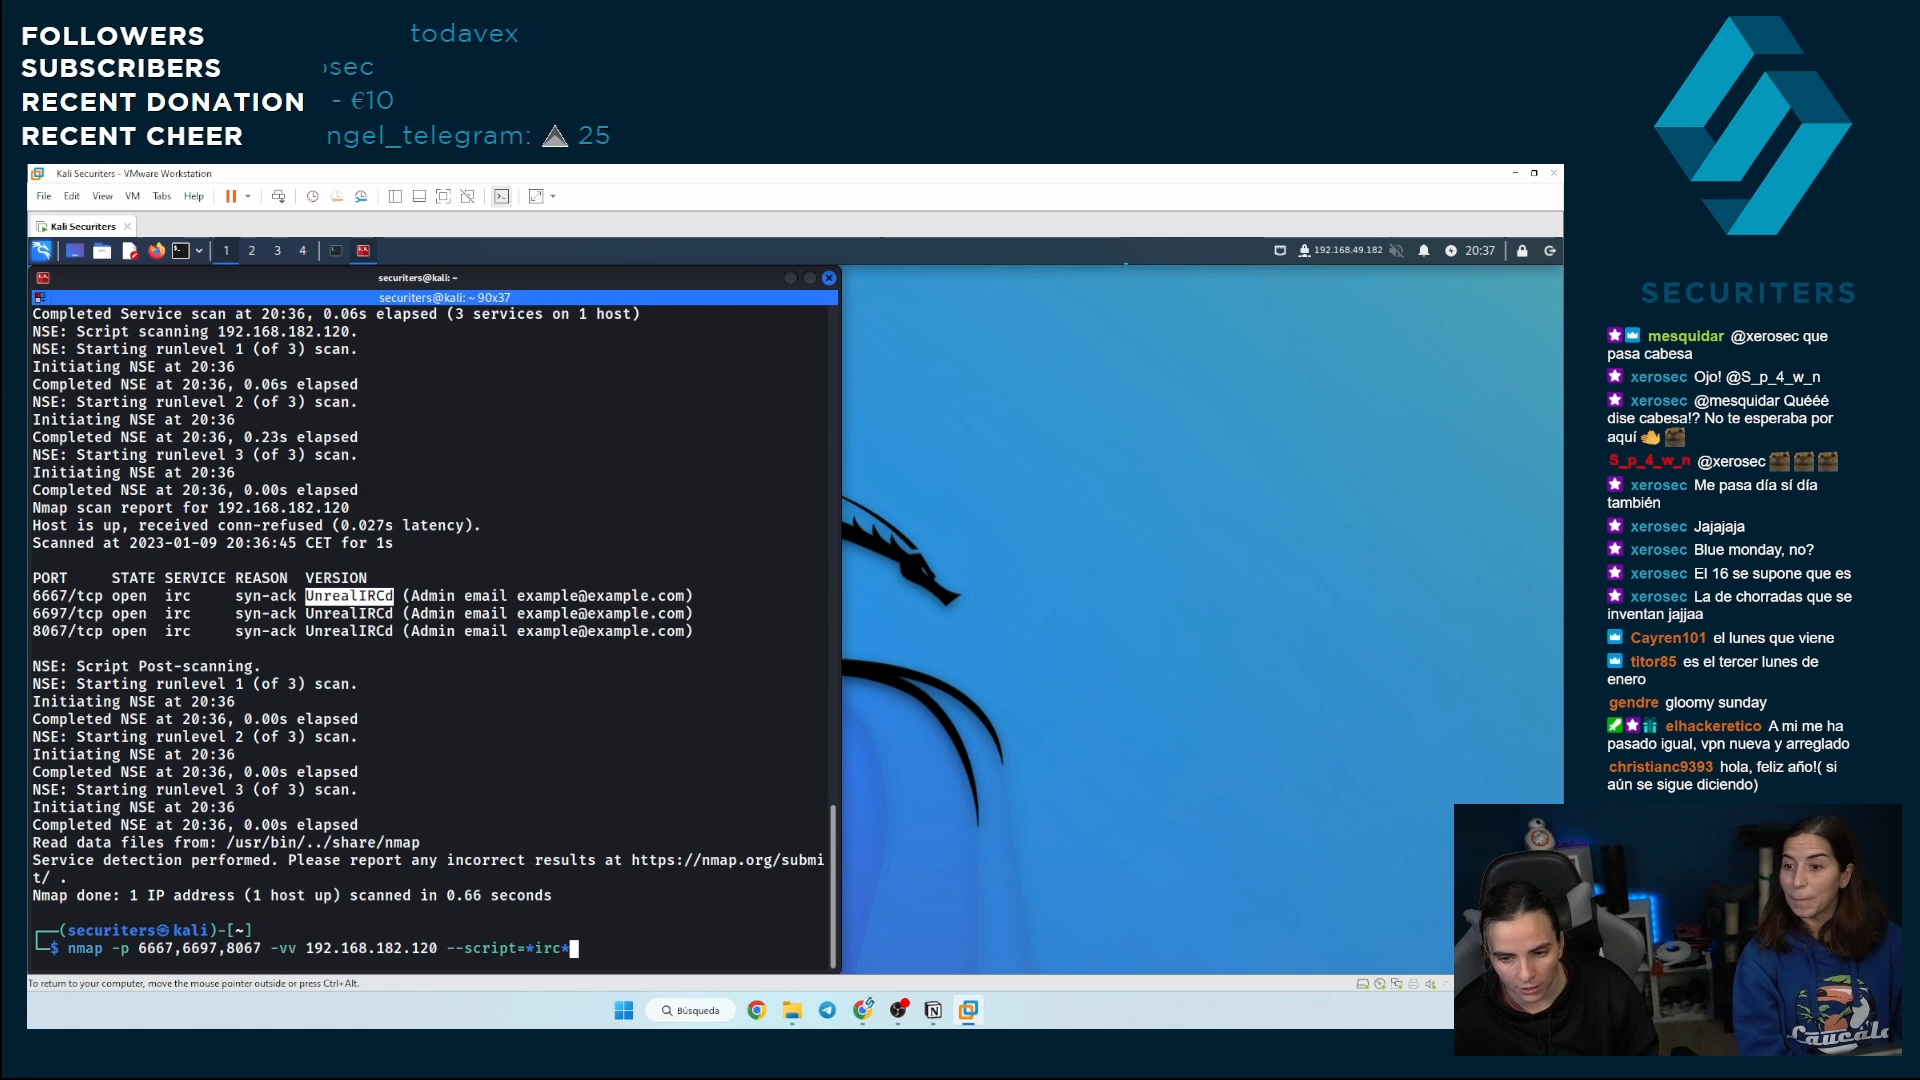 FOLLOWERS
todavex
SUBSCRIBERS
osec
RECENT DONATION
- €10
RECENT CHEER
ngel_telegram: 25
Kali Securiters - VMware Workstation
File Edit View VM Tabs Help
Kali Securiters
1 2 3 4
192.168.49.182
20:37
securiters@kali: ~
securiters@kali: ~ 90x37
Completed Service scan at 20:36, 0.06s elapsed (3 services on 1 host)
NSE: Script scanning 192.168.182.120.
NSE: Starting runlevel 1 (of 3) scan.
Initiating NSE at 20:36
Completed NSE at 20:36, 0.06s elapsed
NSE: Starting runlevel 2 (of 3) scan.
Initiating NSE at 20:36
Completed NSE at 20:36, 0.23s elapsed
NSE: Starting runlevel 3 (of 3) scan.
Initiating NSE at 20:36
Completed NSE at 20:36, 0.00s elapsed
Nmap scan report for 192.168.182.120
Host is up, received conn-refused (0.027s latency).
Scanned at 2023-01-09 20:36:45 CET for 1s
PORT STATE SERVICE REASON VERSION
6667/tcp open irc syn-ack UnrealIRCd (Admin email example@example.com)
6697/tcp open irc syn-ack UnrealIRCd (Admin email example@example.com)
8067/tcp open irc syn-ack UnrealIRCd (Admin email example@example.com)
NSE: Script Post-scanning.
NSE: Starting runlevel 1 (of 3) scan.
Initiating NSE at 20:36
Completed NSE at 20:36, 0.00s elapsed
NSE: Starting runlevel 2 (of 3) scan.
Initiating NSE at 20:36
Completed NSE at 20:36, 0.00s elapsed
NSE: Starting runlevel 3 (of 3) scan.
Initiating NSE at 20:36
Completed NSE at 20:36, 0.00s elapsed
Read data files from: /usr/bin/../share/nmap
Service detection performed. Please report any incorrect results at https://nmap.org/submi
t/ .
Nmap done: 1 IP address (1 host up) scanned in 0.66 seconds
(securiters㉿kali)-[~]
$ nmap -p 6667,6697,8067 -vv 192.168.182.120 --script=*irc*
To return to your computer, move the mouse pointer outside or press Ctrl+Alt.
Búsqueda
SECURITERS
mesquidar @xerosec que
pasa cabesa
xerosec Ojo! @S_p_4_w_n
xerosec @mesquidar Quééé
dise cabesa!? No te esperaba por
aquí
S_p_4_w_n @xerosec
xerosec Me pasa día sí día
también
xerosec Jajajaja
xerosec Blue monday, no?
xerosec El 16 se supone que es
xerosec La de chorradas que se
inventan jajjaa
Cayren101 el lunes que viene
titor85 es el tercer lunes de
enero
gendre gloomy sunday
elhackeretico A mi me ha
pasado igual, vpn nueva y arreglado
christianc9393 hola, feliz año!( si
aún se sigue diciendo)